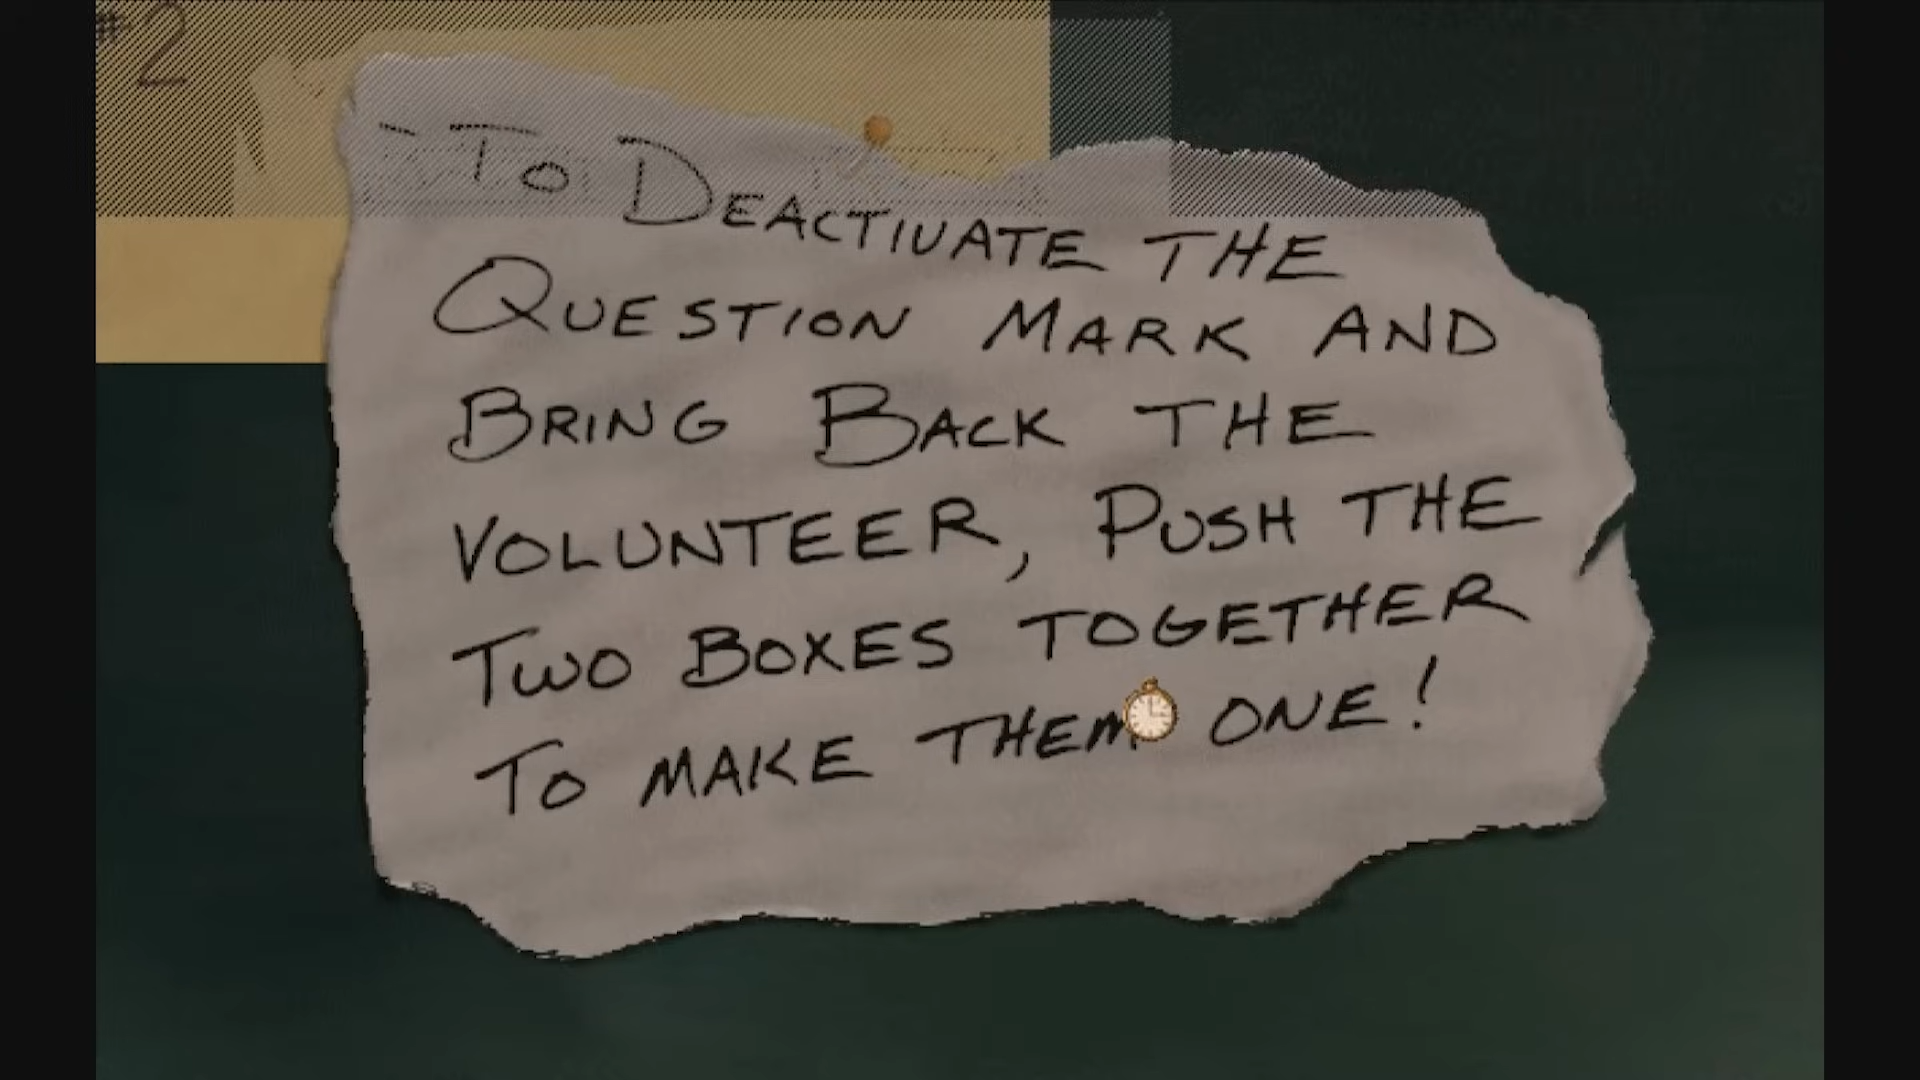 #2
To Deactivate the
Question Mark and
Bring Back the
Volunteer, Push the
Two Boxes together
To make them one!